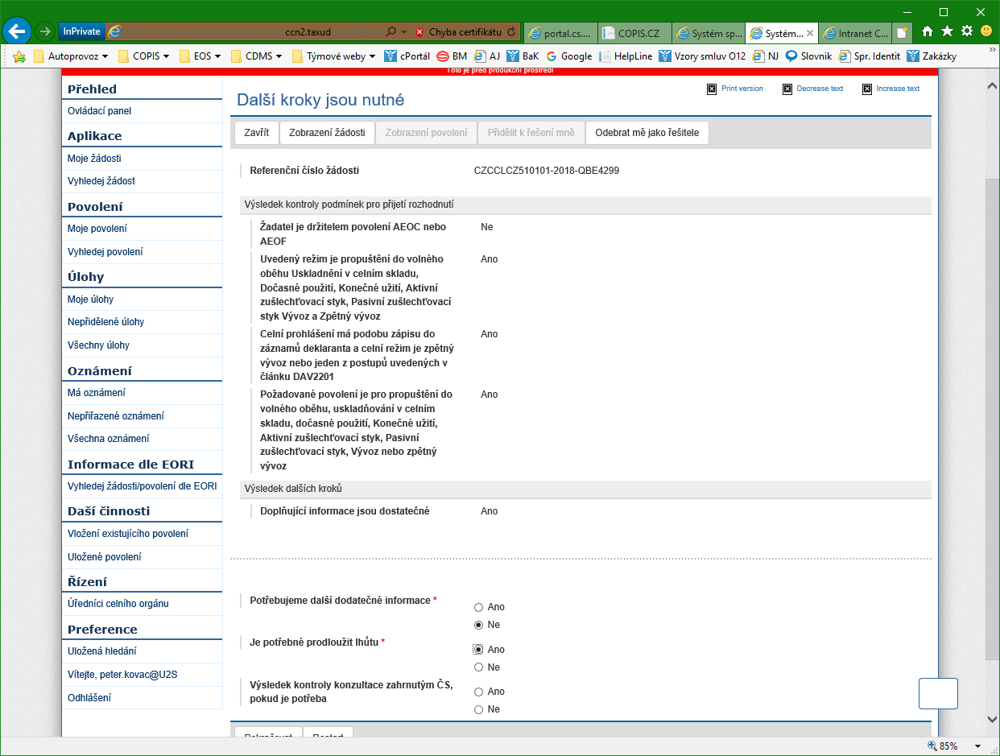 InPrivate
ccn2.taxud
Chyba certifikátu
portal.cs....
COPIS.CZ
Systém sp...
Systém...
Intranet C...
Autoprovoz
COPIS
EOS
CDMS
Týmové weby
cPortál
BM
AJ
BaK
Google
HelpLine
Vzory smluv O12
NJ
Slovnik
Spr. Identit
Zakázky
Toto je před produkční prostředí
Přehled
Ovládací panel
Aplikace
Moje žádosti
Vyhledej žádost
Povolení
Moje povolení
Vyhledej povolení
Úlohy
Moje úlohy
Nepřidělené úlohy
Všechny úlohy
Oznámení
Má oznámení
Nepřiřazené oznámení
Všechna oznámení
Informace dle EORI
Vyhledej žádosti/povolení dle EORI
Daší činnosti
Vložení existujícího povolení
Uložené povolení
Řízení
Úředníci celního orgánu
Preference
Uložená hledání
Vítejte, peter.kovac@U2S
Odhlášení
Print version
Decrease text
Increase text
Další kroky jsou nutné
Zavřít
Zobrazení žádosti
Zobrazení povolení
Přidělit k řešení mně
Odebrat mě jako řešitele
Referenční číslo žádosti
CZCCLCZ510101-2018-QBE4299
Výsledek kontroly podmínek pro přijetí rozhodnutí
Žadatel je držitelem povolení AEOC nebo
AEOF
Ne
Uvedený režim je propuštění do volného
oběhu Uskladnění v celním skladu,
Dočasné použití, Konečné užití, Aktivní
zušlechťovací styk, Pasivní zušlechťovací
styk Vývoz a Zpětný vývoz
Ano
Celní prohlášení má podobu zápisu do
záznamů deklaranta a celní režim je zpětný
vývoz nebo jeden z postupů uvedených v
článku DAV2201
Ano
Požadované povolení je pro propuštění do
volného oběhu, uskladňování v celním
skladu, dočasné použití, Konečné užití,
Aktivní zušlechťovací styk, Pasivní
zušlechťovací styk, Vývoz nebo zpětný
vývoz
Ano
Výsledek dalších kroků
Doplňující informace jsou dostatečné
Ano
Potřebujeme další dodatečné informace *
Ano
Ne
Je potřebné prodloužit lhůtu *
Ano
Ne
Výsledek kontroly konzultace zahrnutým ČS,
pokud je potřeba
Ano
Ne
Pokračovat
Restart
85%